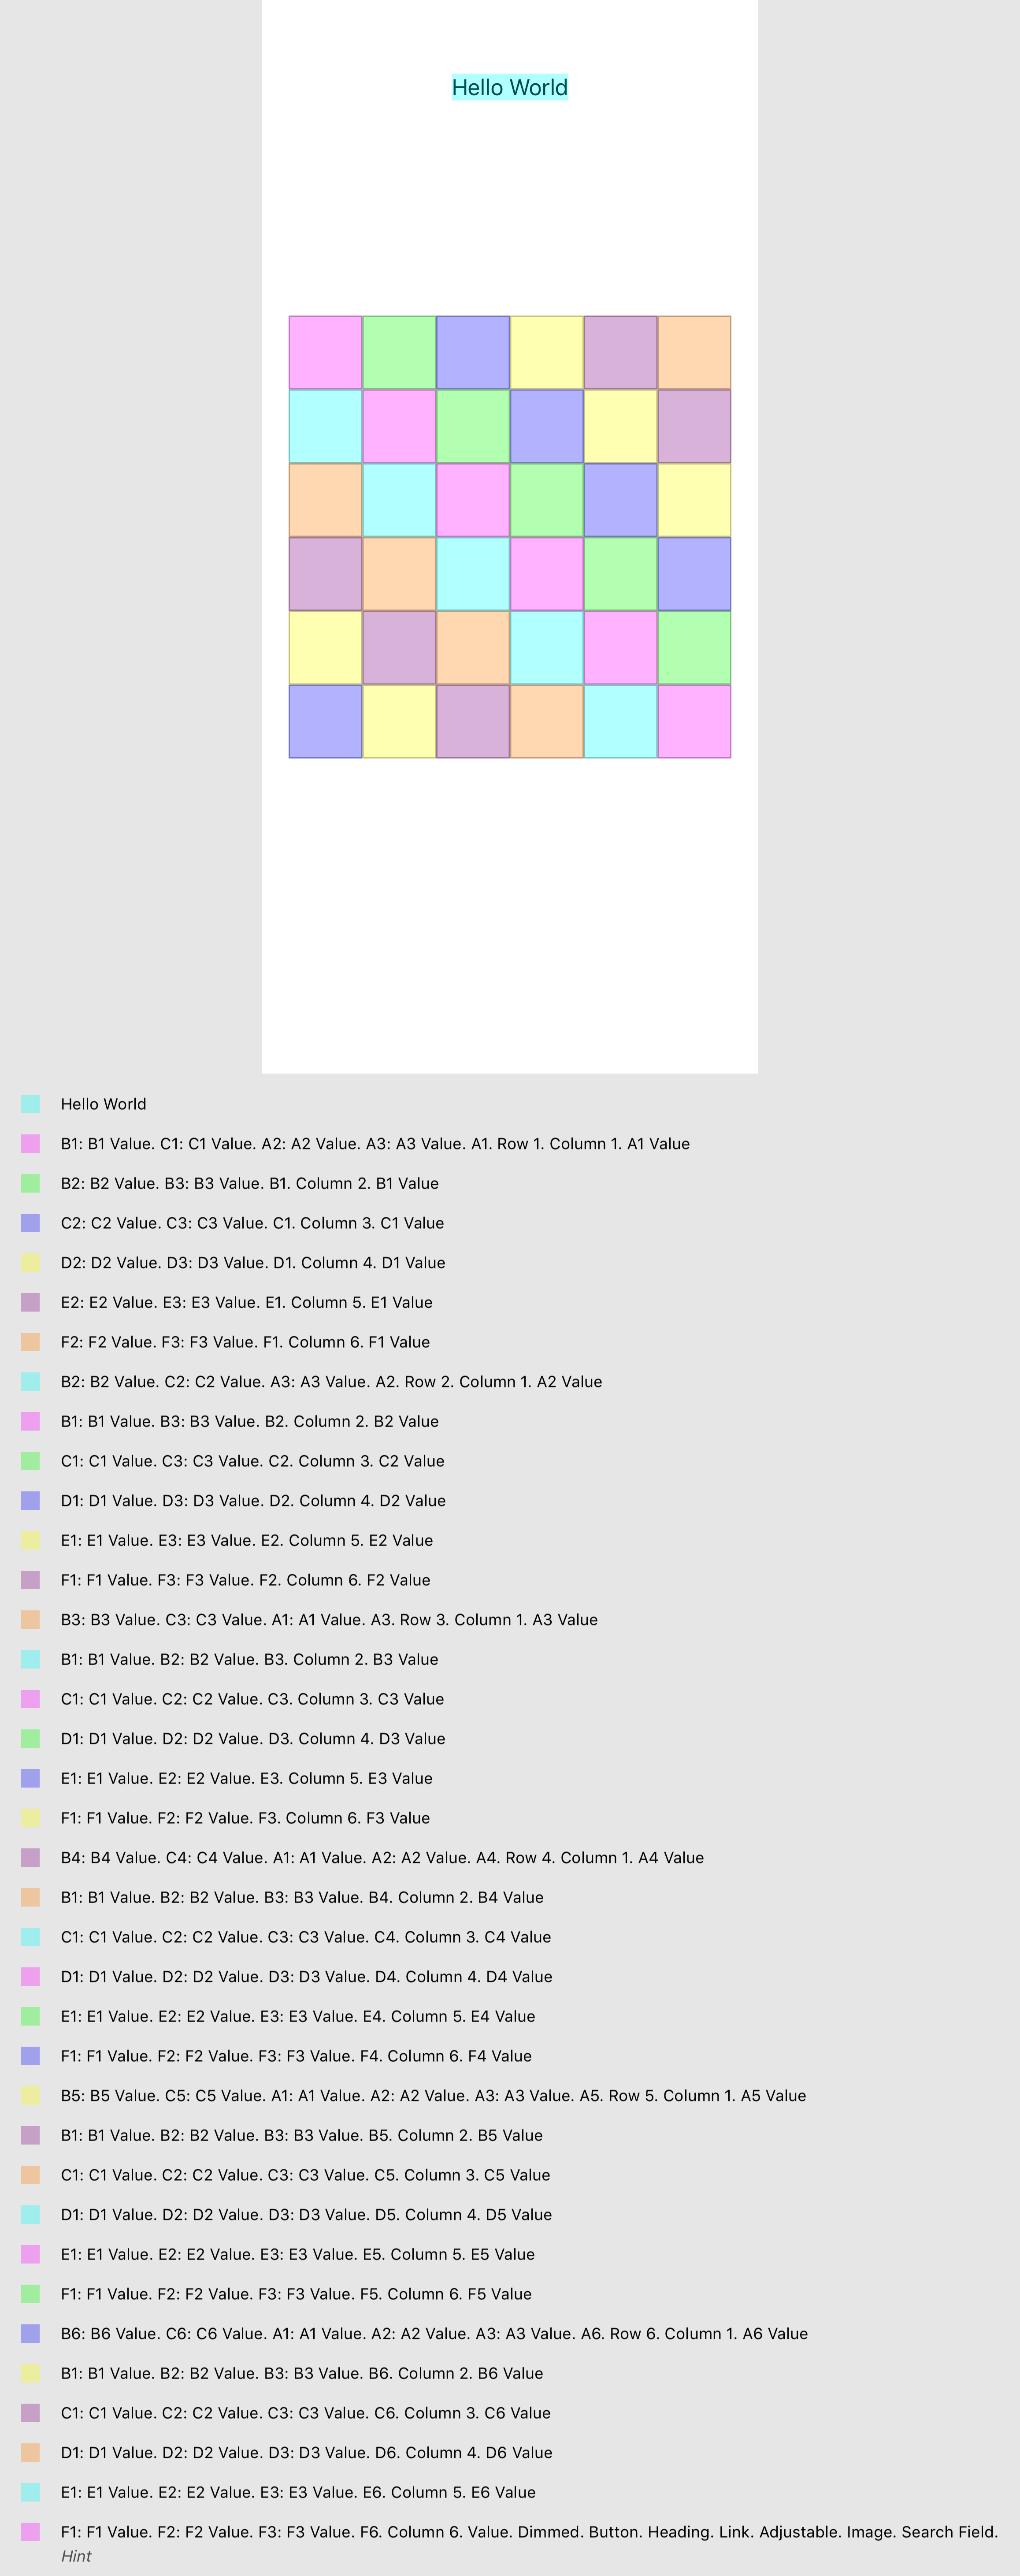 Hello World
Hello World
B1: B1 Value. C1: C1 Value. A2: A2 Value. A3: A3 Value. A1. Row 1. Column 1. A1 Value
B2: B2 Value. B3: B3 Value. B1. Column 2. B1 Value
C2: C2 Value. C3: C3 Value. C1. Column 3. C1 Value
D2: D2 Value. D3: D3 Value. D1. Column 4. D1 Value
E2: E2 Value. E3: E3 Value. E1. Column 5. E1 Value
F2: F2 Value. F3: F3 Value. F1. Column 6. F1 Value
B2: B2 Value. C2: C2 Value. A3: A3 Value. A2. Row 2. Column 1. A2 Value
B1: B1 Value. B3: B3 Value. B2. Column 2. B2 Value
C1: C1 Value. C3: C3 Value. C2. Column 3. C2 Value
D1: D1 Value. D3: D3 Value. D2. Column 4. D2 Value
E1: E1 Value. E3: E3 Value. E2. Column 5. E2 Value
F1: F1 Value. F3: F3 Value. F2. Column 6. F2 Value
B3: B3 Value. C3: C3 Value. A1: A1 Value. A3. Row 3. Column 1. A3 Value
B1: B1 Value. B2: B2 Value. B3. Column 2. B3 Value
C1: C1 Value. C2: C2 Value. C3. Column 3. C3 Value
D1: D1 Value. D2: D2 Value. D3. Column 4. D3 Value
E1: E1 Value. E2: E2 Value. E3. Column 5. E3 Value
F1: F1 Value. F2: F2 Value. F3. Column 6. F3 Value
B4: B4 Value. C4: C4 Value. A1: A1 Value. A2: A2 Value. A4. Row 4. Column 1. A4 Value
B1: B1 Value. B2: B2 Value. B3: B3 Value. B4. Column 2. B4 Value
C1: C1 Value. C2: C2 Value. C3: C3 Value. C4. Column 3. C4 Value
D1: D1 Value. D2: D2 Value. D3: D3 Value. D4. Column 4. D4 Value
E1: E1 Value. E2: E2 Value. E3: E3 Value. E4. Column 5. E4 Value
F1: F1 Value. F2: F2 Value. F3: F3 Value. F4. Column 6. F4 Value
B5: B5 Value. C5: C5 Value. A1: A1 Value. A2: A2 Value. A3: A3 Value. A5. Row 5. Column 1. A5 Value
B1: B1 Value. B2: B2 Value. B3: B3 Value. B5. Column 2. B5 Value
C1: C1 Value. C2: C2 Value. C3: C3 Value. C5. Column 3. C5 Value
D1: D1 Value. D2: D2 Value. D3: D3 Value. D5. Column 4. D5 Value
E1: E1 Value. E2: E2 Value. E3: E3 Value. E5. Column 5. E5 Value
F1: F1 Value. F2: F2 Value. F3: F3 Value. F5. Column 6. F5 Value
B6: B6 Value. C6: C6 Value. A1: A1 Value. A2: A2 Value. A3: A3 Value. A6. Row 6. Column 1. A6 Value
B1: B1 Value. B2: B2 Value. B3: B3 Value. B6. Column 2. B6 Value
C1: C1 Value. C2: C2 Value. C3: C3 Value. C6. Column 3. C6 Value
D1: D1 Value. D2: D2 Value. D3: D3 Value. D6. Column 4. D6 Value
E1: E1 Value. E2: E2 Value. E3: E3 Value. E6. Column 5. E6 Value
F1: F1 Value. F2: F2 Value. F3: F3 Value. F6. Column 6. Value. Dimmed. Button. Heading. Link. Adjustable. Image. Search Field.
Hint